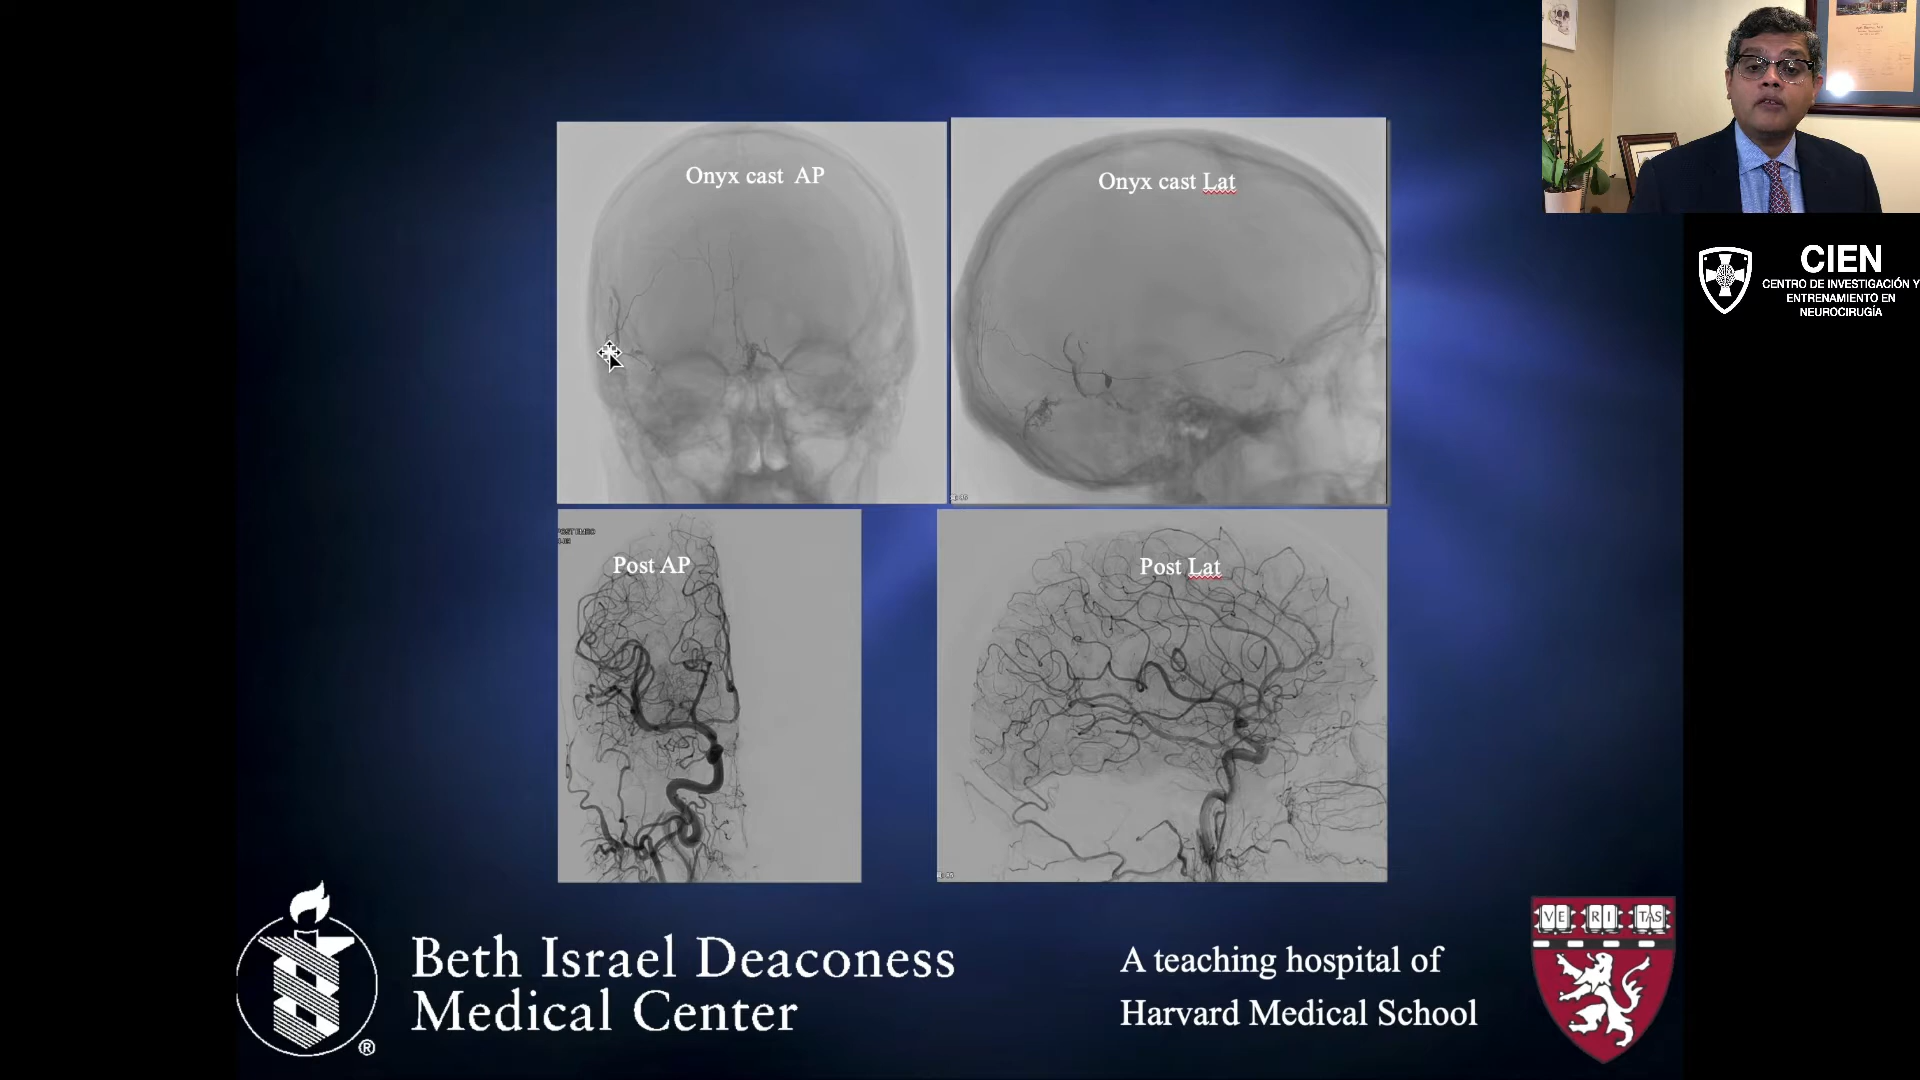 Onyx cast AP
Onyx cast Lat
CIEN
CENTRO DE INVESTIGACIÓN Y
ENTRENAMIENTO EN
NEUROCIRUGÍA
Post AP
Post Lat
Beth Israel Deaconess
Medical Center
®
A teaching hospital of
Harvard Medical School
VE RI TAS